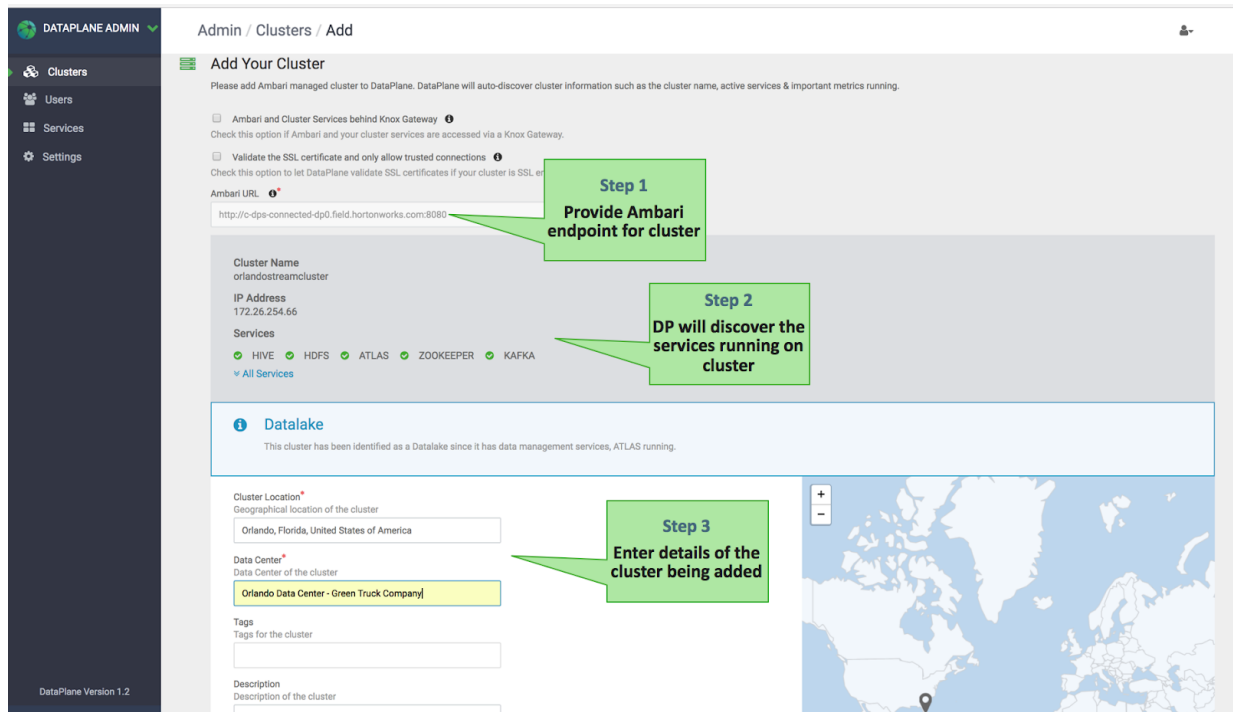 DATAPLANE ADMIN
Admin / Clusters / Add
Clusters
Users
Services
Settings
DataPlane Version 1.2
Add Your Cluster
Please add Ambari managed cluster to DataPlane. DataPlane will auto-discover cluster information such as the cluster name, active services & important metrics running.
Ambari and Cluster Services behind Knox Gateway
Check this option if Ambari and your cluster services are accessed via a Knox Gateway.
Validate the SSL certificate and only allow trusted connections
Check this option to let DataPlane validate SSL certificates if your cluster is SSL
Ambari URL *
http://c-dps-connected-dp0.field.hortonworks.com:8080
Step 1
Provide Ambari
endpoint for cluster
Cluster Name
orlandostreamcluster
IP Address
172.26.254.66
Services
HIVE HDFS ATLAS ZOOKEEPER KAFKA
All Services
Step 2
DP will discover the
services running on
cluster
Datalake
This cluster has been identified as a Datalake since it has data management services, ATLAS running.
Cluster Location*
Geographical location of the cluster
Orlando, Florida, United States of America
Data Center*
Data Center of the cluster
Orlando Data Center - Green Truck Company
Step 3
Enter details of the
cluster being added
Tags
Tags for the cluster
Description
Description of the cluster
+
−